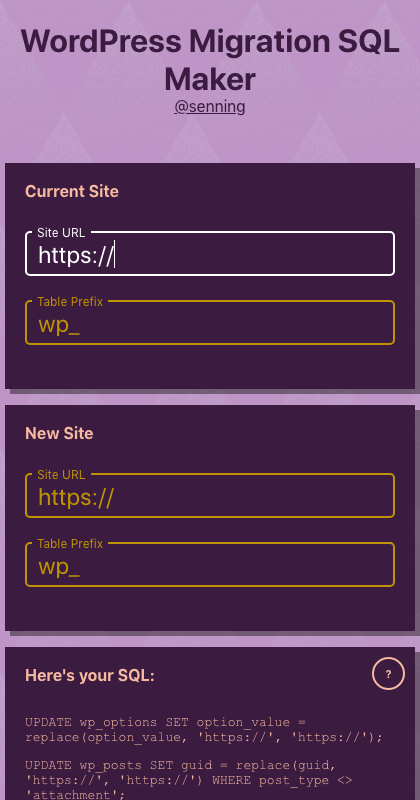 WordPress Migration SQL
Maker
@senning
Current Site
Site URL
https://
Table Prefix
wp_
New Site
Site URL
https://
Table Prefix
wp_
Here's your SQL:
?
UPDATE wp_options SET option_value =
replace(option_value, 'https://', 'https://');
UPDATE wp_posts SET guid = replace(guid,
'https://', 'https://') WHERE post_type <>
'attachment';